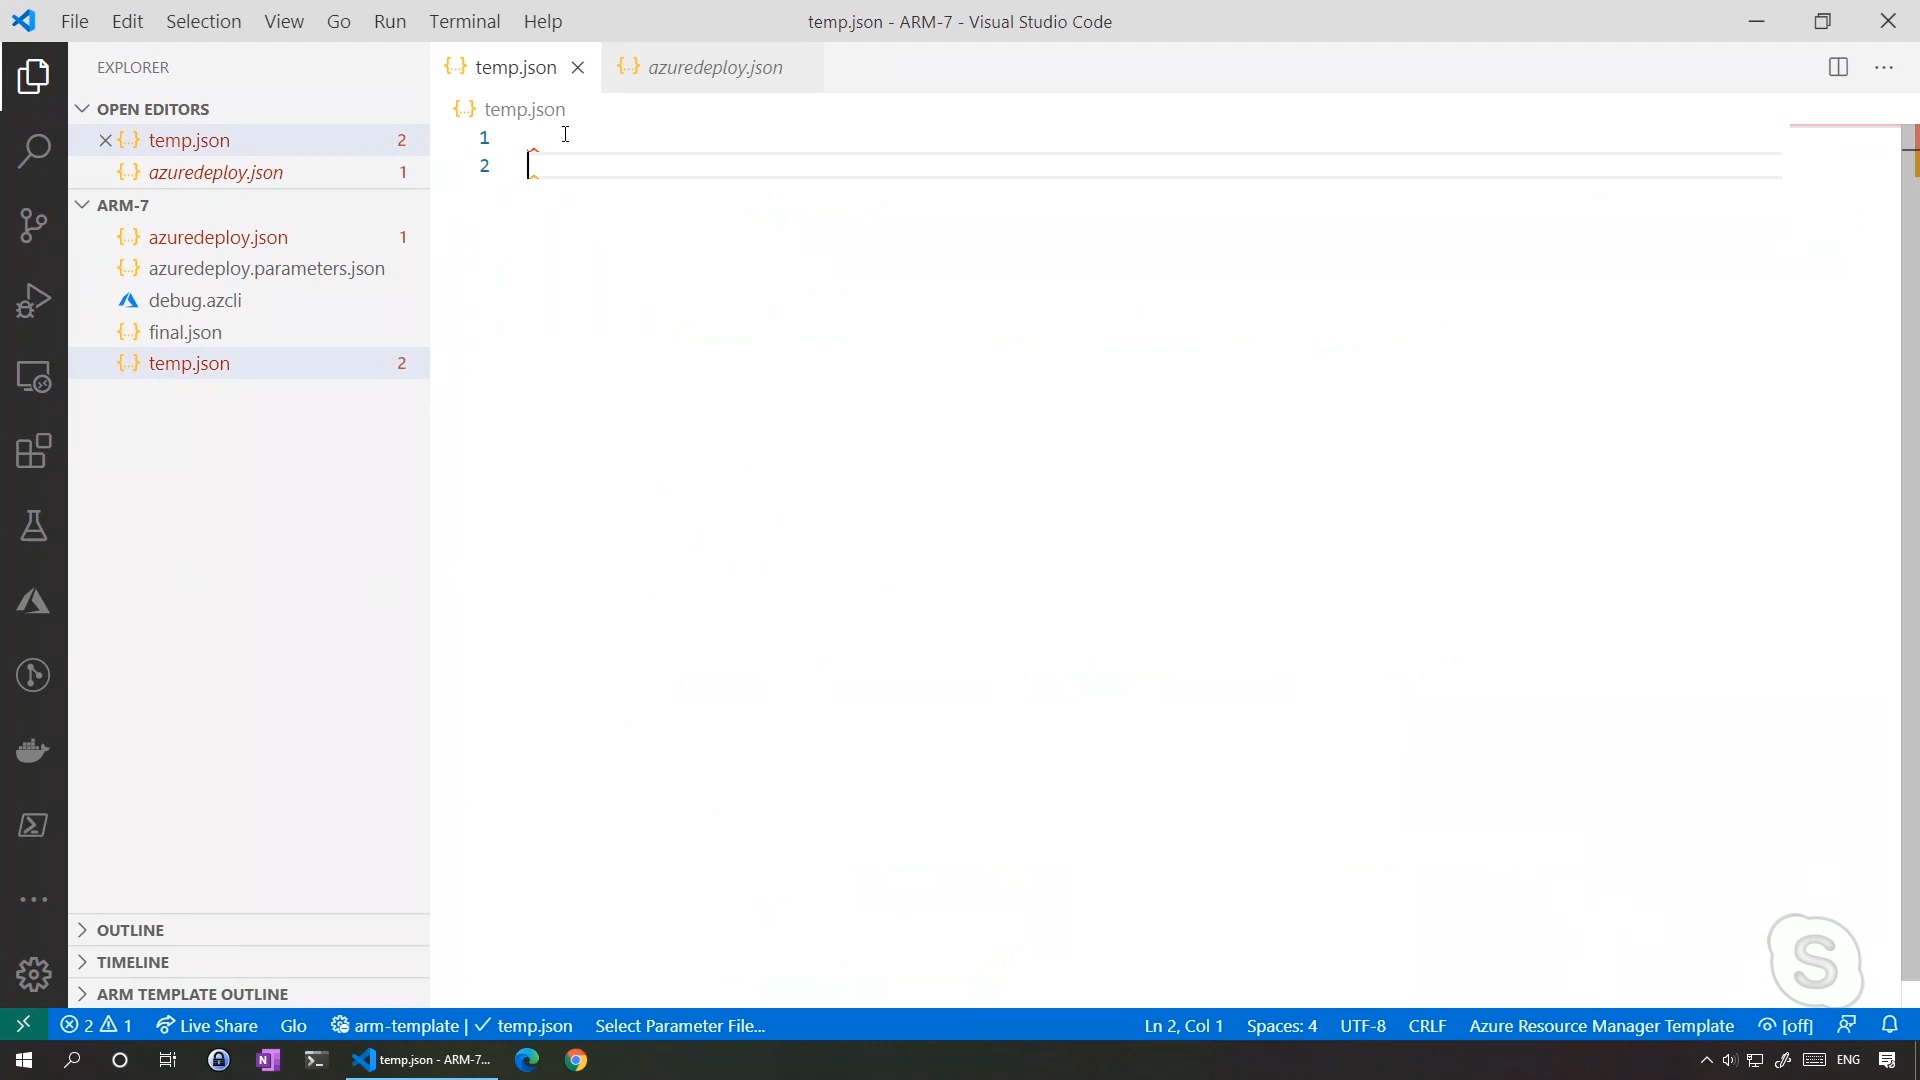 File Edit Selection View Go Run Terminal Help
temp.json - ARM-7 - Visual Studio Code
EXPLORER
OPEN EDITORS
temp.json 2
azuredeploy.json 1
ARM-7
azuredeploy.json 1
azuredeploy.parameters.json
debug.azcli
final.json
temp.json 2
OUTLINE
TIMELINE
ARM TEMPLATE OUTLINE
temp.json azuredeploy.json
temp.json
1
2
2 1 Live Share Glo arm-template | temp.json Select Parameter File... Ln 2, Col 1 Spaces: 4 UTF-8 CRLF Azure Resource Manager Template [off]
temp.json - ARM-7... ENG